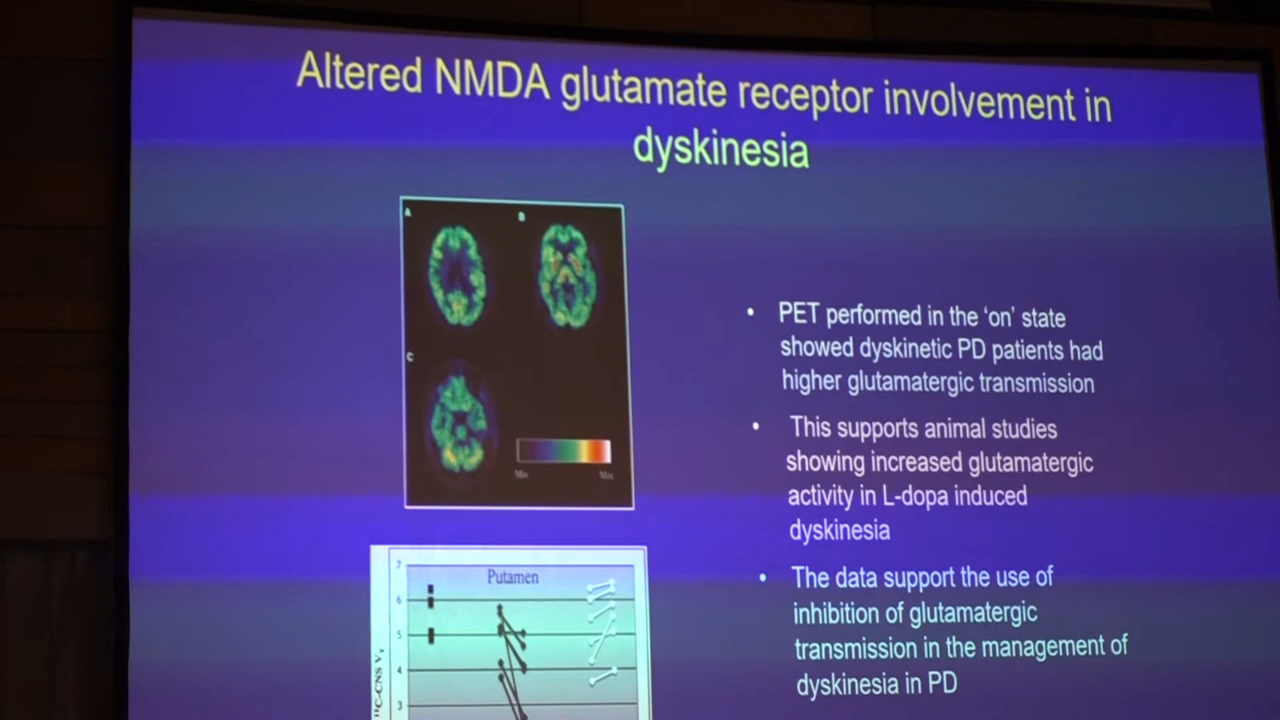 Altered NMDA glutamate receptor involvement in
dyskinesia
A
B
C
Min
• PET performed in the ‘on’ state
showed dyskinetic PD patients had
higher glutamatergic transmission
• This supports animal studies
showing increased glutamatergic
activity in L-dopa induced
dyskinesia
• The data support the use of
inhibition of glutamatergic
transmission in the management of
dyskinesia in PD
Putamen
7
6
5
4
3
¹¹C-CNS V_T